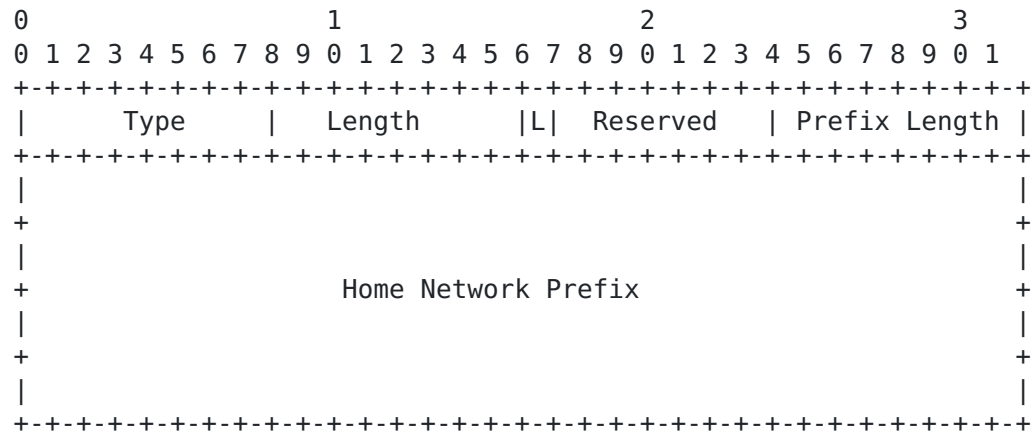 0                   1                   2                   3
0 1 2 3 4 5 6 7 8 9 0 1 2 3 4 5 6 7 8 9 0 1 2 3 4 5 6 7 8 9 0 1
+-+-+-+-+-+-+-+-+-+-+-+-+-+-+-+-+-+-+-+-+-+-+-+-+-+-+-+-+-+-+-+-+
|      Type     |   Length      |L|  Reserved   | Prefix Length |
+-+-+-+-+-+-+-+-+-+-+-+-+-+-+-+-+-+-+-+-+-+-+-+-+-+-+-+-+-+-+-+-+
|                                                               |
+                                                               +
|                                                               |
+                    Home Network Prefix                        +
|                                                               |
+                                                               +
|                                                               |
+-+-+-+-+-+-+-+-+-+-+-+-+-+-+-+-+-+-+-+-+-+-+-+-+-+-+-+-+-+-+-+-+